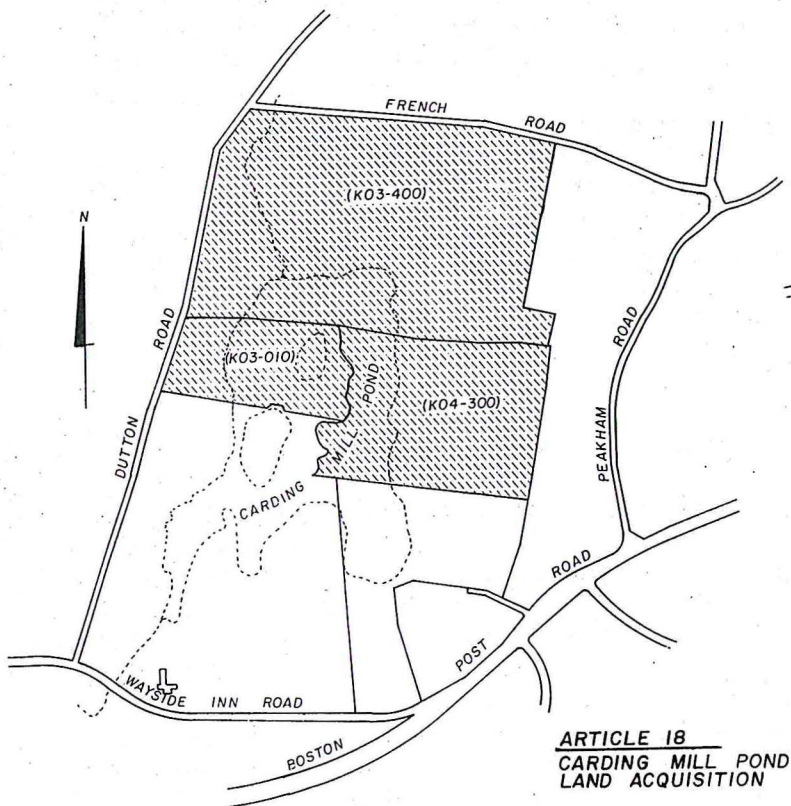 FRENCH ROAD
(K03-400)
N
DUTTON ROAD
(K03-010)
(K04-300)
CARDING MILL POND
PEAKHAM ROAD
BOSTON POST ROAD
WAYSIDE INN ROAD
ARTICLE 18
CARDING MILL POND
LAND ACQUISITION